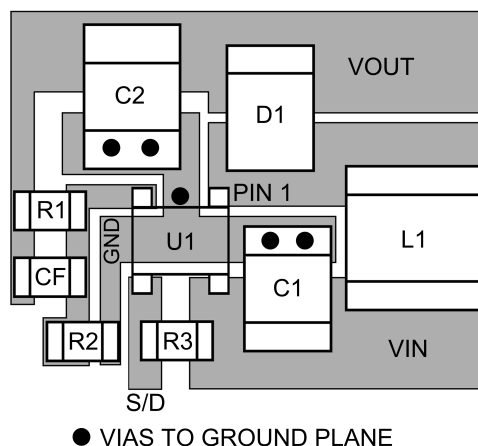 VOUT
C2
D1
R1
PIN 1
GND
U1
L1
CF
C1
R2
R3
VIN
S/D
VIAS TO GROUND PLANE